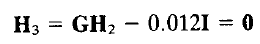 H₃ = GH₂ − 0.012I = 0